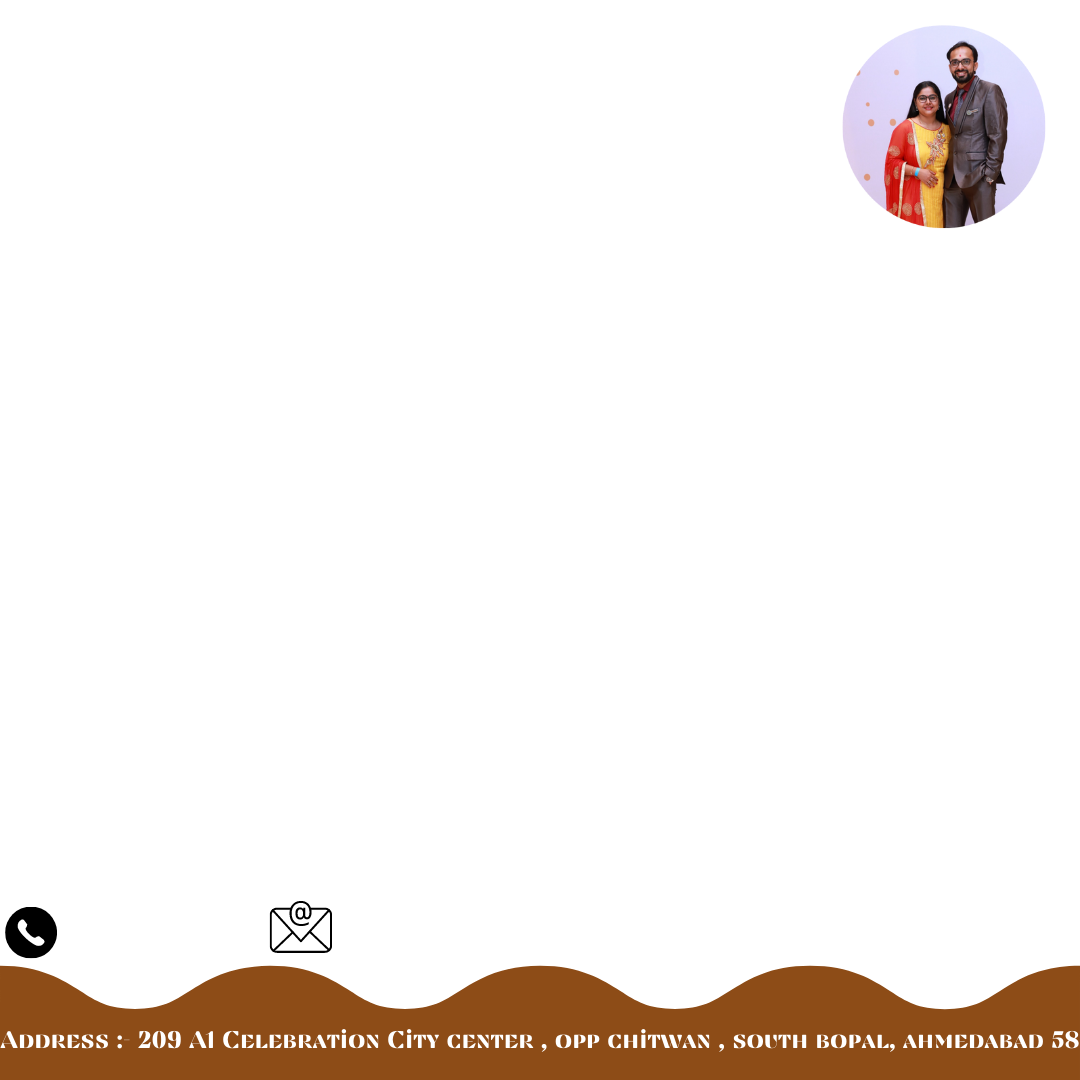 @
Address :- 209 A1 Celebration City center , opp chitwan , south bopal, ahmedabad 58